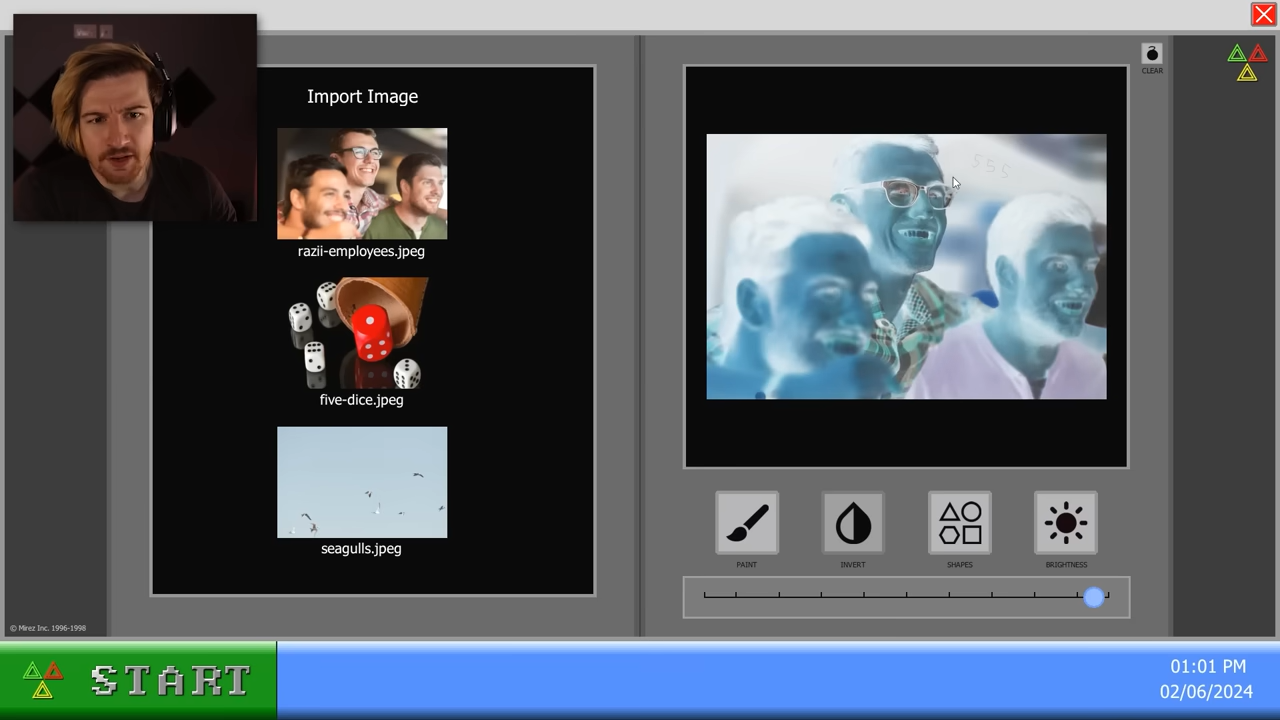 CLEAR
Import Image
555
razii-employees.jpeg
five-dice.jpeg
seagulls.jpeg
PAINT
INVERT
SHAPES
BRIGHTNESS
© Mirez Inc. 1996-1998
START
01:01 PM
02/06/2024